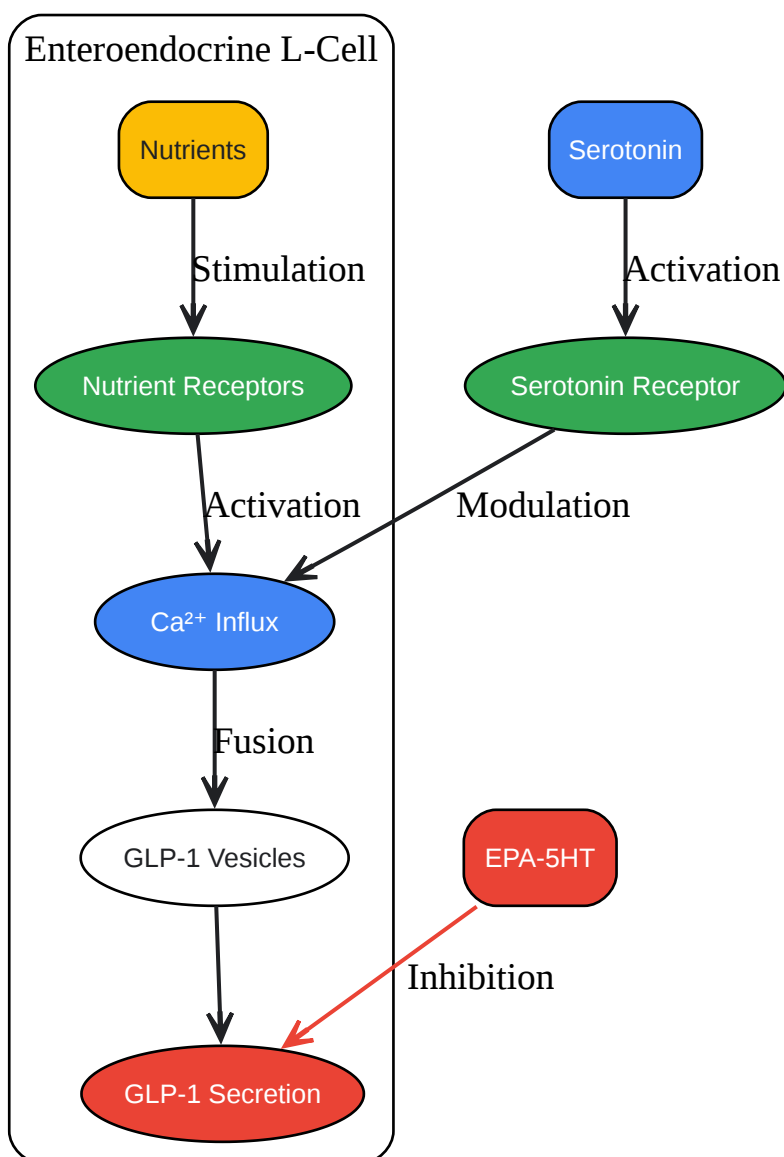 Enteroendocrine L-Cell
Nutrients
Serotonin
Stimulation
Activation
Nutrient Receptors
Serotonin Receptor
Activation
Modulation
Ca²⁺ Influx
Fusion
GLP-1 Vesicles
EPA-5HT
Inhibition
GLP-1 Secretion